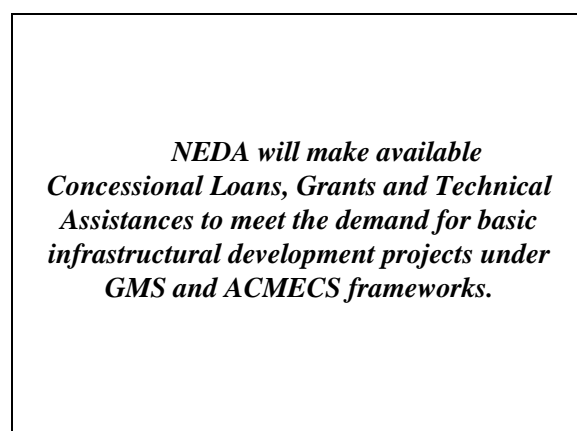 NEDA will make available
Concessional Loans, Grants and Technical
Assistances to meet the demand for basic
infrastructural development projects under
GMS and ACMECS frameworks.